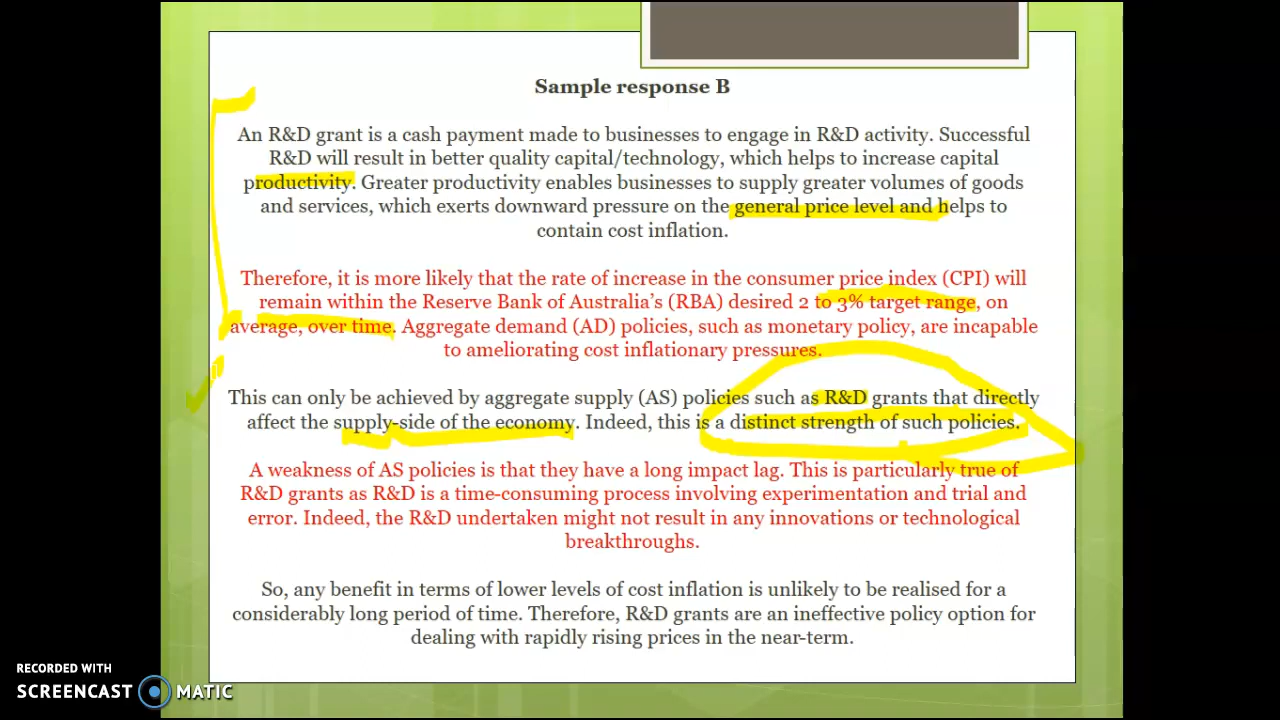 Sample response B
An R&D grant is a cash payment made to businesses to engage in R&D activity. Successful
R&D will result in better quality capital/technology, which helps to increase capital
productivity. Greater productivity enables businesses to supply greater volumes of goods
and services, which exerts downward pressure on the general price level and helps to
contain cost inflation.
Therefore, it is more likely that the rate of increase in the consumer price index (CPI) will
remain within the Reserve Bank of Australia's (RBA) desired 2 to 3% target range, on
average, over time. Aggregate demand (AD) policies, such as monetary policy, are incapable
to ameliorating cost inflationary pressures.
This can only be achieved by aggregate supply (AS) policies such as R&D grants that directly
affect the supply-side of the economy. Indeed, this is a distinct strength of such policies.
A weakness of AS policies is that they have a long impact lag. This is particularly true of
R&D grants as R&D is a time-consuming process involving experimentation and trial and
error. Indeed, the R&D undertaken might not result in any innovations or technological
breakthroughs.
So, any benefit in terms of lower levels of cost inflation is unlikely to be realised for a
considerably long period of time. Therefore, R&D grants are an ineffective policy option for
dealing with rapidly rising prices in the near-term.
RECORDED WITH
SCREENCAST MATIC